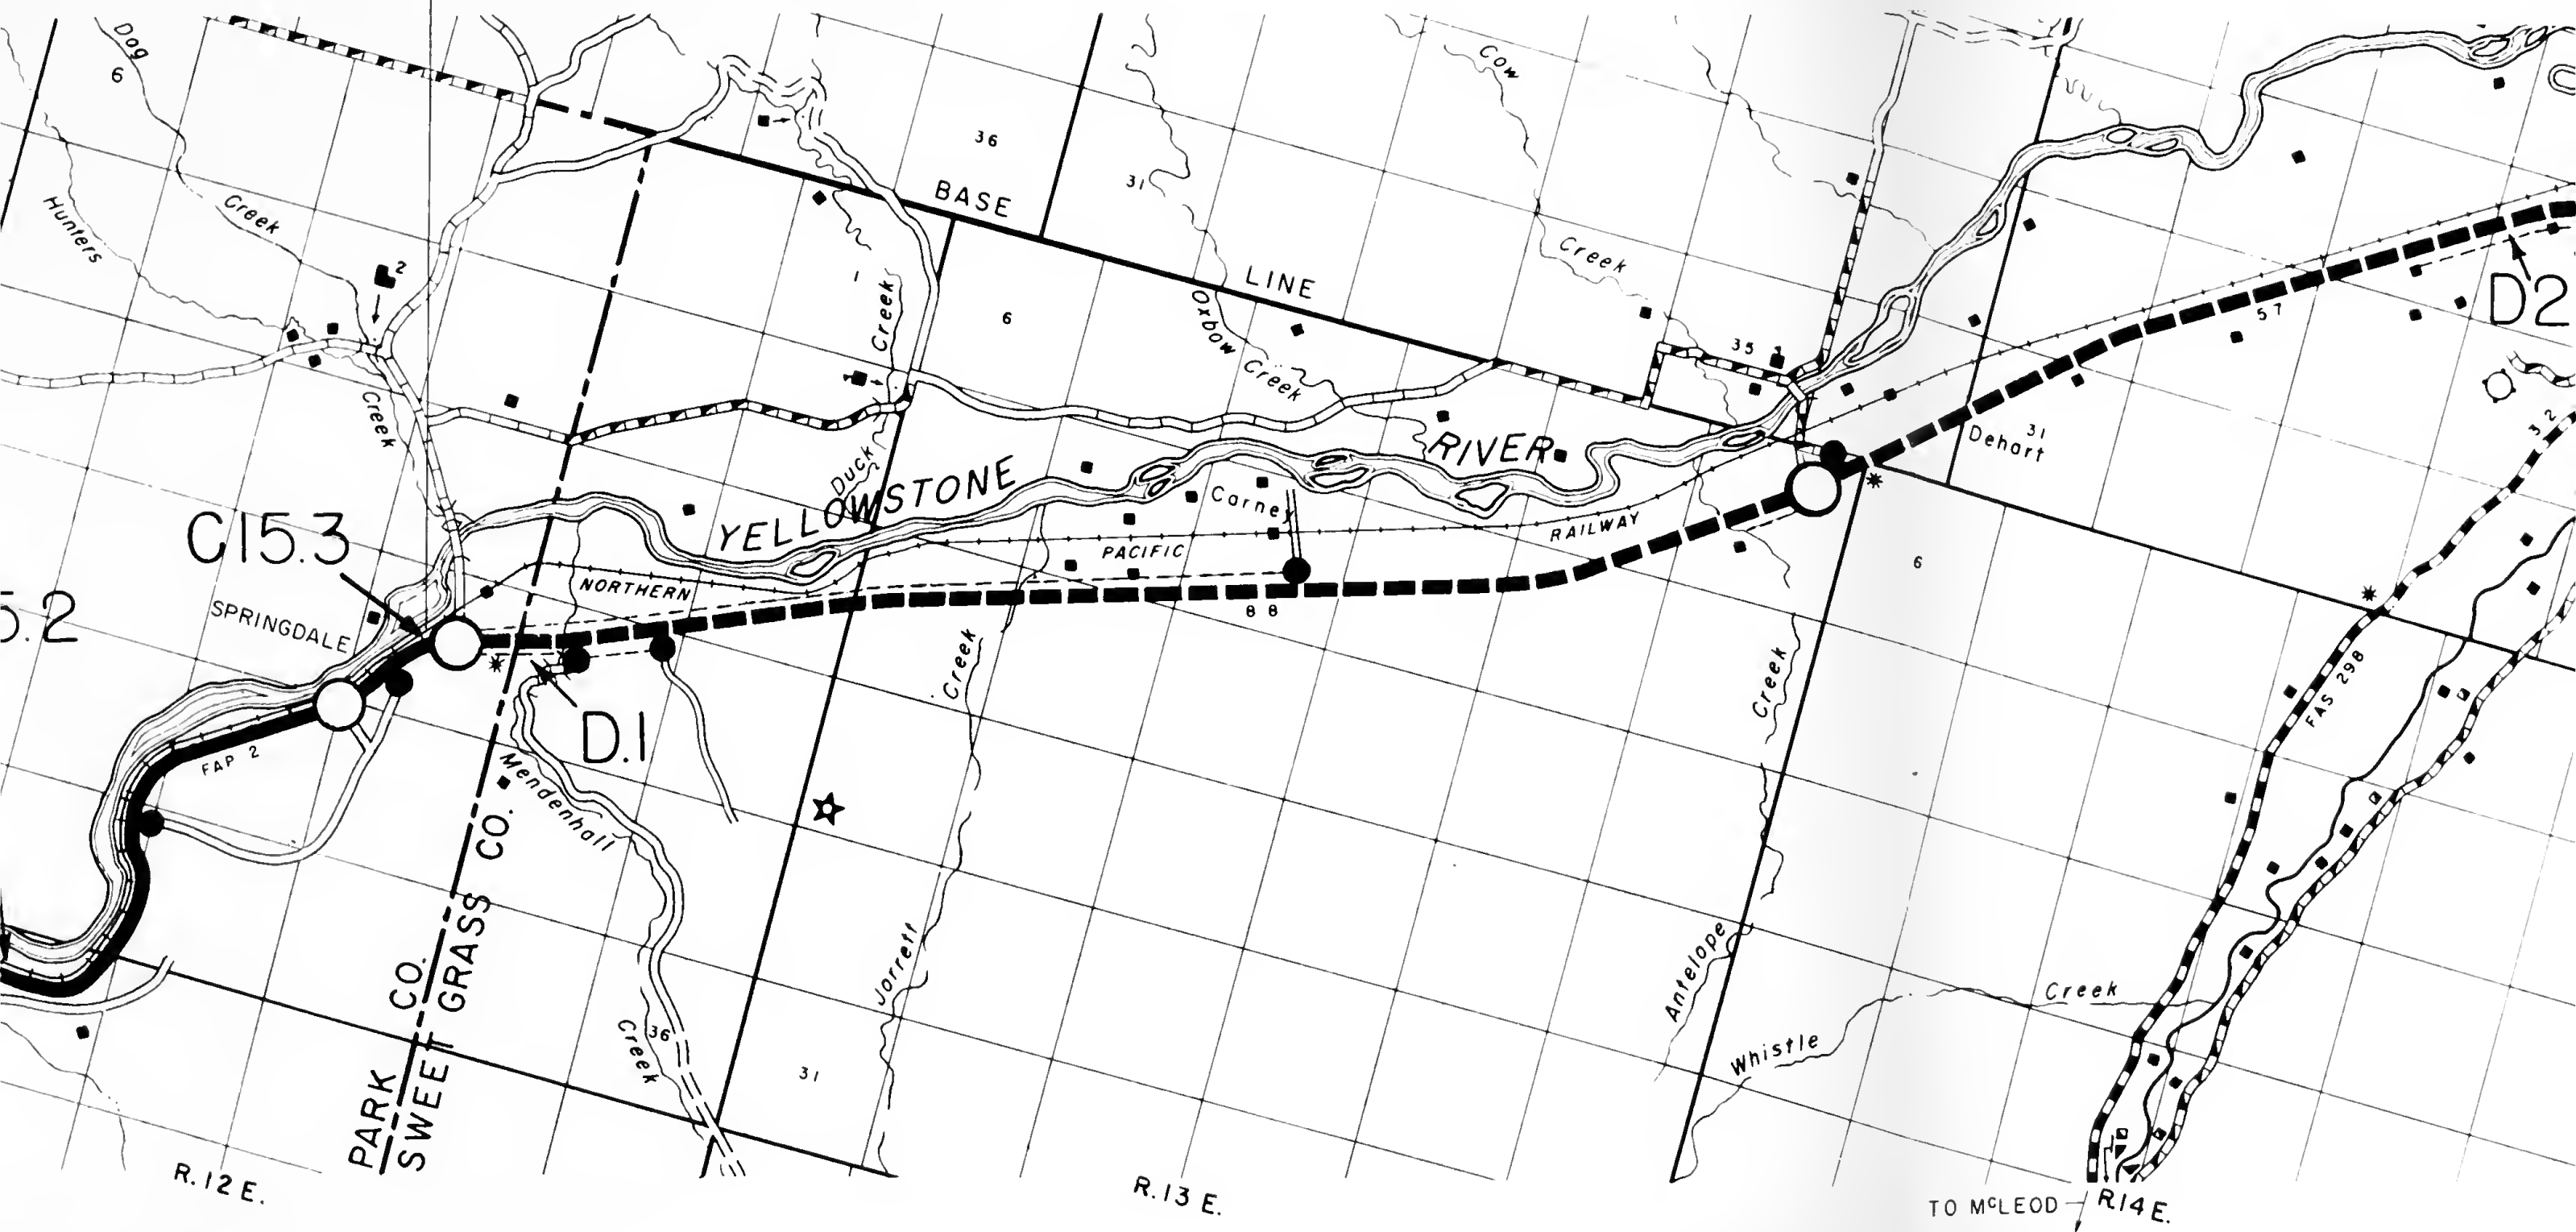 Dog
6
Creek
Hunters
2
Creek
36
31
BASE
LINE
1
6
Creek
Duck
Oxbow
Creek
Cow
Creek
35
RIVER
YELLOWSTONE
Carney
PACIFIC
RAILWAY
NORTHERN
88
57
D2
31
Dehart
32
C15.3
5.2
SPRINGDALE
FAP 2
D.1
Mendenhall
Creek
36
31
PARK CO.
SWEET GRASS CO.
Creek
Jarrett
6
Creek
Antelope
Whistle
Creek
FAS 298
R.12 E.
R.13 E.
TO McLEOD
R.14 E.